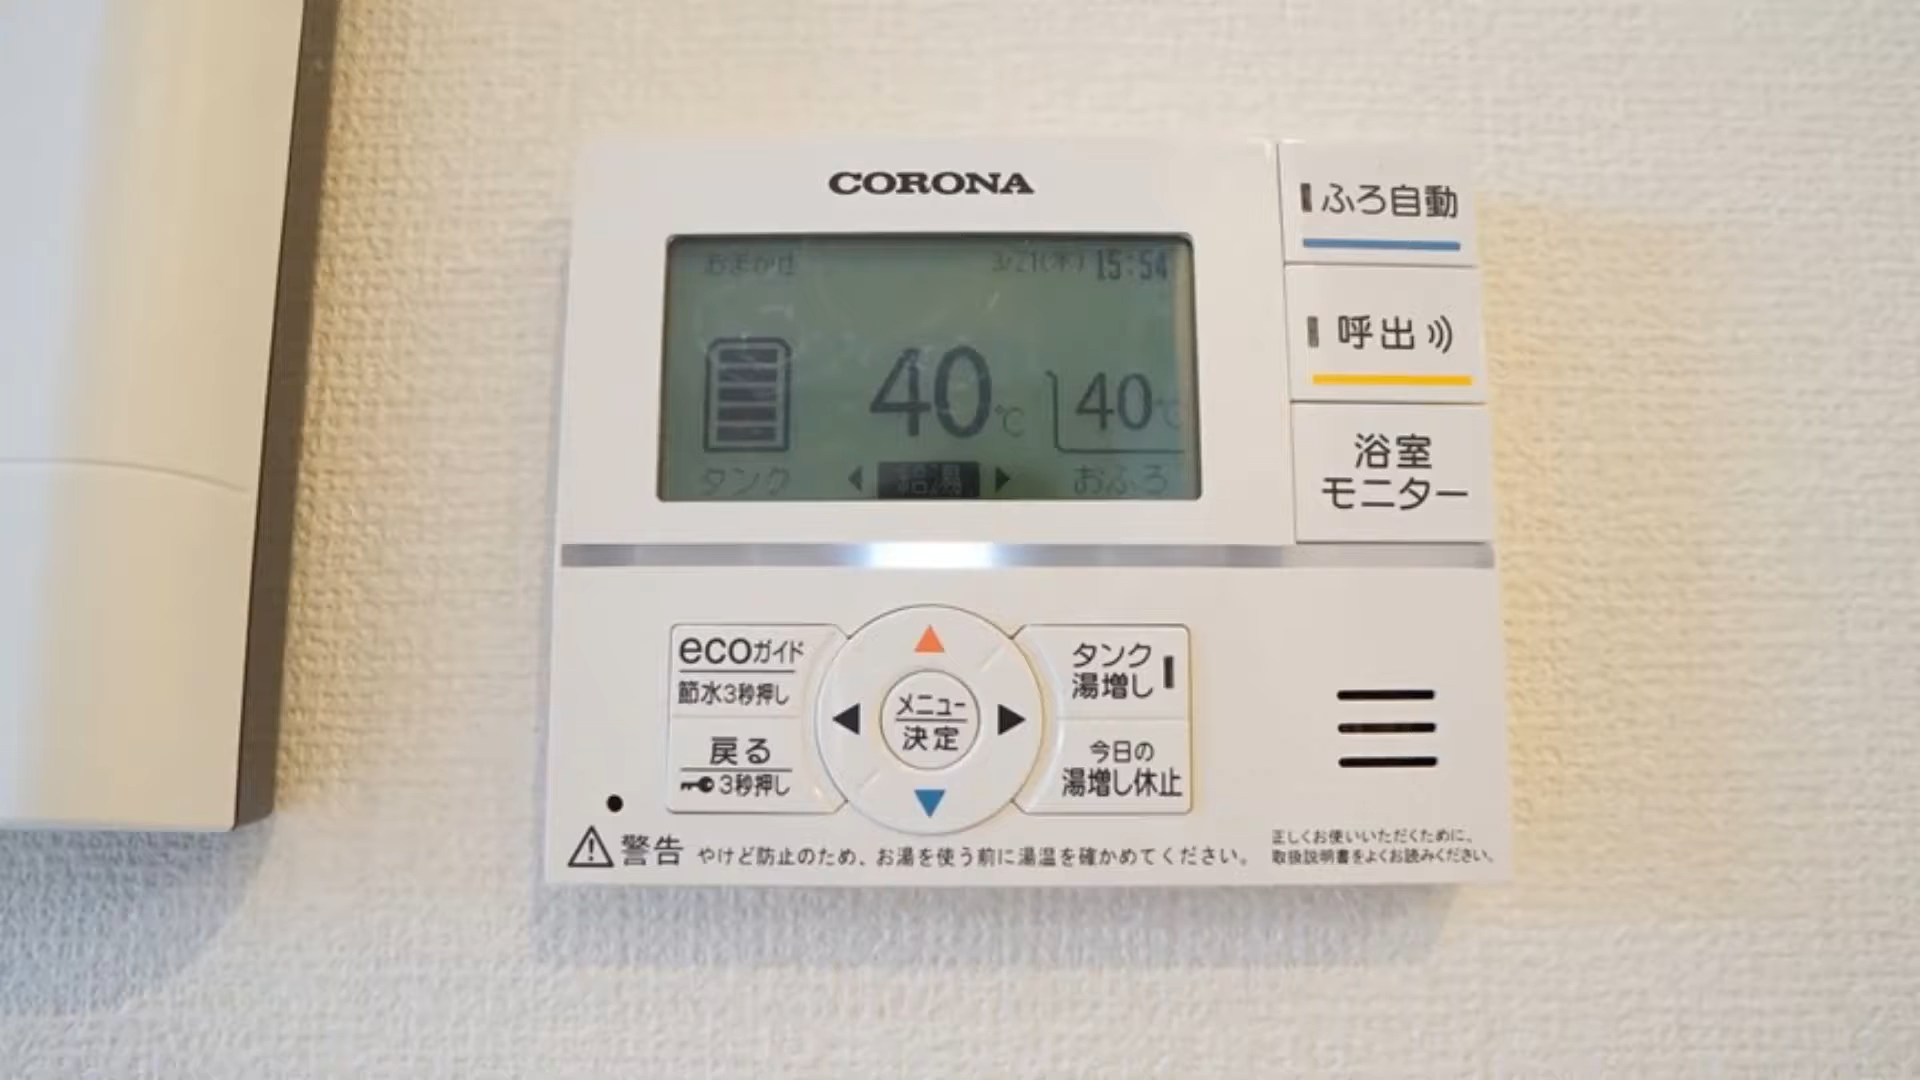 CORONA
ふろ自動
おまかせ 3/21(木) 15:54
呼出
40℃ 40℃
タンク 給湯 おふろ
浴室
モニター
ecoガイド
節水3秒押し
戻る
3秒押し
メニュー
決定
タンク
湯増し
今日の
湯増し休止
警告 やけど防止のため、お湯を使う前に湯温を確かめてください。
正しくお使いいただくために、
取扱説明書をよくお読みください。